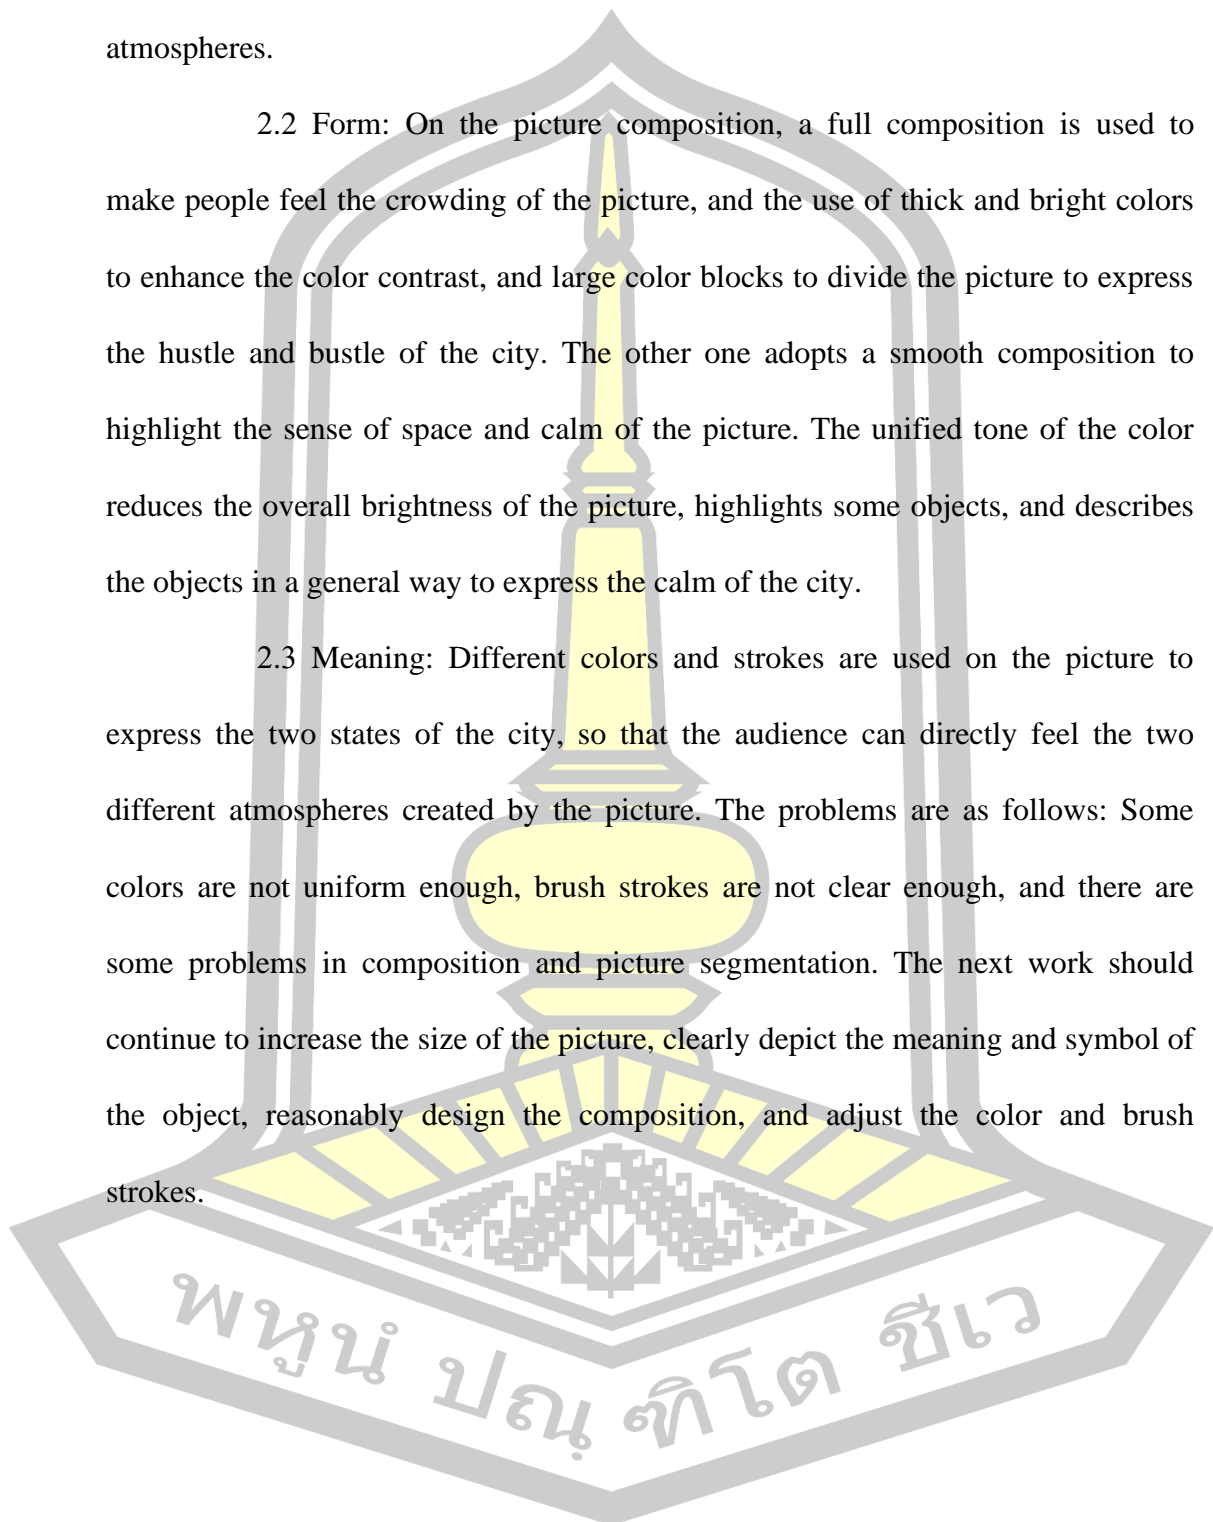 atmospheres.
2.2 Form: On the picture composition, a full composition is used to
make people feel the crowding of the picture, and the use of thick and bright colors
to enhance the color contrast, and large color blocks to divide the picture to express
the hustle and bustle of the city. The other one adopts a smooth composition to
highlight the sense of space and calm of the picture. The unified tone of the color
reduces the overall brightness of the picture, highlights some objects, and describes
the objects in a general way to express the calm of the city.
2.3 Meaning: Different colors and strokes are used on the picture to
express the two states of the city, so that the audience can directly feel the two
different atmospheres created by the picture. The problems are as follows: Some
colors are not uniform enough, brush strokes are not clear enough, and there are
some problems in composition and picture segmentation. The next work should
continue to increase the size of the picture, clearly depict the meaning and symbol of
the object, reasonably design the composition, and adjust the color and brush
strokes.
พหูนํ ปณฺ ฑิโต ชีเว